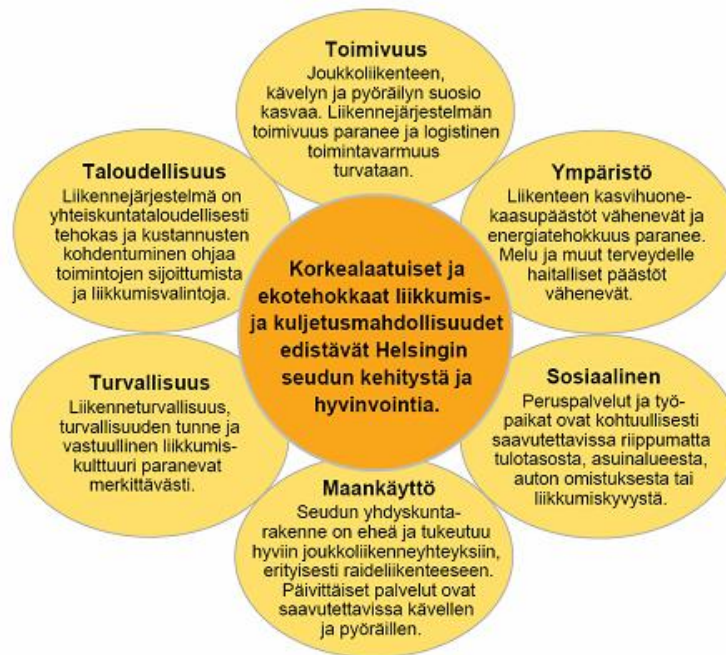 Toimivuus
Joukkoliikenteen,
kävelyn ja pyöräilyn suosio
kasvaa. Liikennejärjestelmän
toimivuus paranee ja logistinen
toimintavarmuus
turvataan.
Taloudellisuus
Liikennejärjestelmä on
yhteiskuntataloudellisesti
tehokas ja kustannusten
kohdentuminen ohjaa
toimintojen sijoittumista
ja liikkumisvalintoja.
Ympäristö
Liikenteen kasvihuone-
kaasupäästöt vähenevät ja
energiatehokkuus paranee.
Melu ja muut terveydelle
haitalliset päästöt
vähenevät.
Korkealaatuiset ja
ekotehokkaat liikkumis-
ja kuljetusmahdollisuudet
edistävät Helsingin
seudun kehitystä ja
hyvinvointia.
Turvallisuus
Liikenneturvallisuus,
turvallisuuden tunne ja
vastuullinen liikkumis-
kulttuuri paranevat
merkittävästi.
Sosiaalinen
Peruspalvelut ja työ-
paikat ovat kohtuullisesti
saavutettavissa riippumatta
tulotasosta, asuinalueesta,
auton omistuksesta tai
liikkumiskyvystä.
Maankäyttö
Seudun yhdyskunta-
rakenne on eheä ja tukeutuu
hyviin joukkoliikenneyhteyksiin,
erityisesti raideliikenteeseen.
Päivittäiset palvelut ovat
saavutettavissa kävellen
ja pyöräillen.